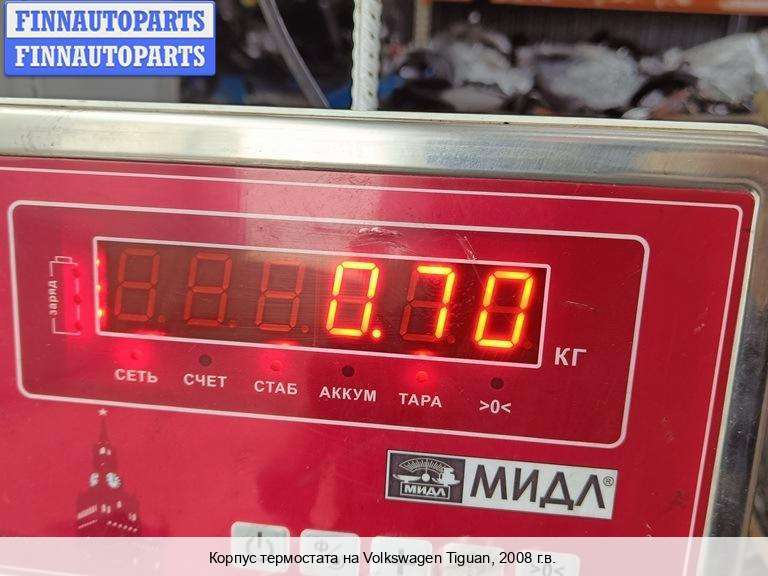 FINNAUTOPARTS
FINNAUTOPARTS
заряд
0.70
КГ
СЕТЬ СЧЕТ СТАБ АККУМ ТАРА >0<
МИДЛ МИДЛ®
>0<
Корпус термостата на Volkswagen Tiguan, 2008 г.в.